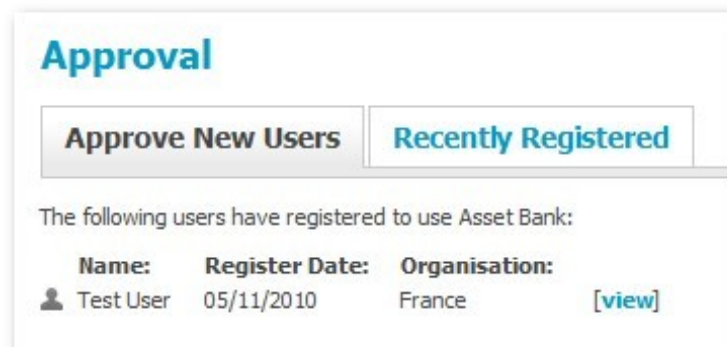 Approval
Approve New Users Recently Registered
The following users have registered to use Asset Bank:
Name: Register Date: Organisation:
Test User 05/11/2010 France [view]